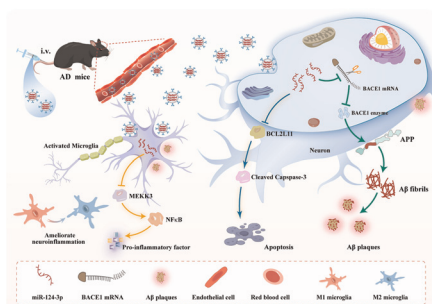 i.v.
AD mice
Activated Microglia
MEKK3
NFκB
Pro-inflammatory factor
Ameliorate
neuroinflammation
BACE1 mRNA
BACE1 enzyme
BCL2L11
Neuron
APP
Cleaved Capspase-3
Aβ fibrils
Apoptosis
Aβ plaques
miR-124-3p
BACE1 mRNA
Aβ plaques
Endothelial cell
Red blood cell
M1 microglia
M2 microglia